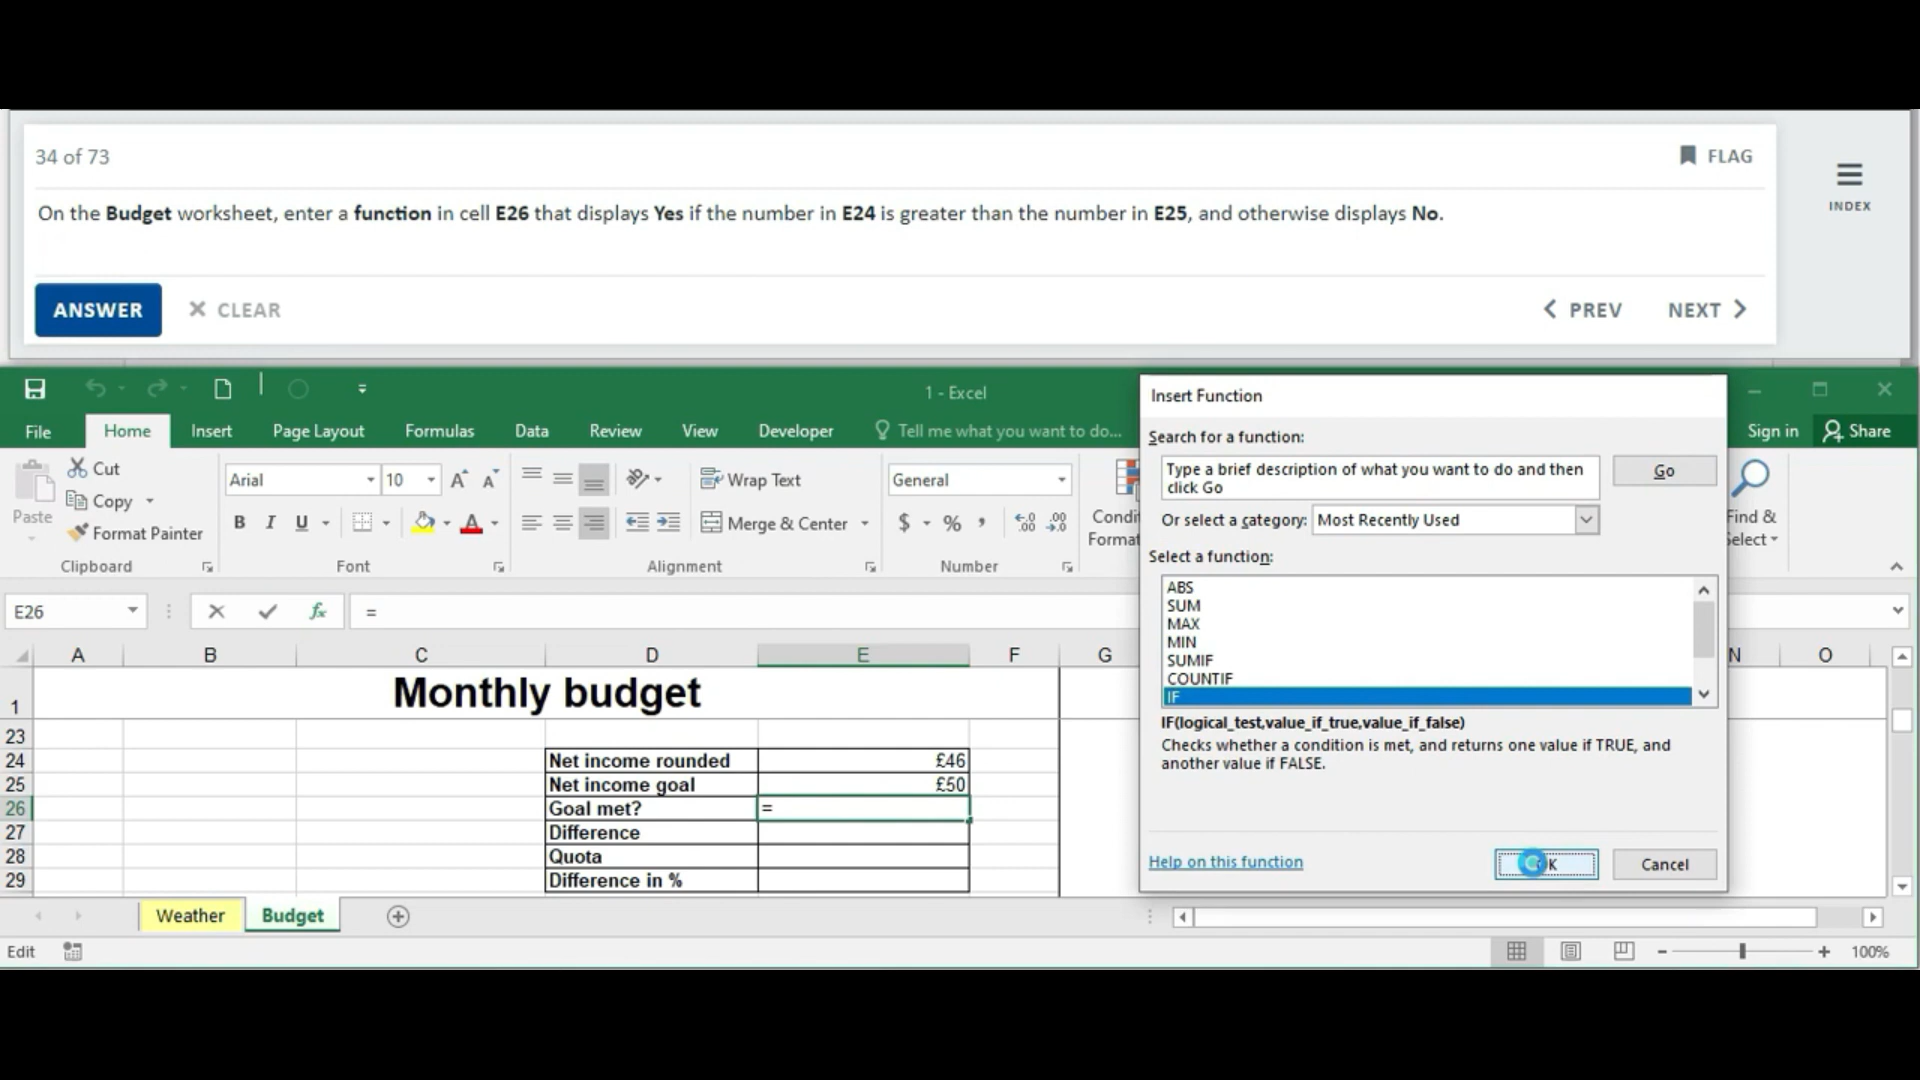 34 of 73
FLAG
INDEX
On the Budget worksheet, enter a function in cell E26 that displays Yes if the number in E24 is greater than the number in E25, and otherwise displays No.
ANSWER
CLEAR
PREV
NEXT
1 - Excel
File
Home
Insert
Page Layout
Formulas
Data
Review
View
Developer
Tell me what you want to do...
Sign in
Share
Paste
Cut
Copy
Format Painter
Clipboard
Arial
10
B I U
Font
Wrap Text
Merge & Center
Alignment
General
$ % ,
Number
Condi
Format
Find &
Select
E26
fx
=
A B C D E F G N O
1 Monthly budget
23
24 Net income rounded £46
25 Net income goal £50
26 Goal met? =
27 Difference
28 Quota
29 Difference in %
Weather
Budget
Edit
100%
Insert Function
Search for a function:
Type a brief description of what you want to do and then
click Go
Go
Or select a category: Most Recently Used
Select a function:
ABS
SUM
MAX
MIN
SUMIF
COUNTIF
IF
IF(logical_test,value_if_true,value_if_false)
Checks whether a condition is met, and returns one value if TRUE, and
another value if FALSE.
Help on this function
Cancel